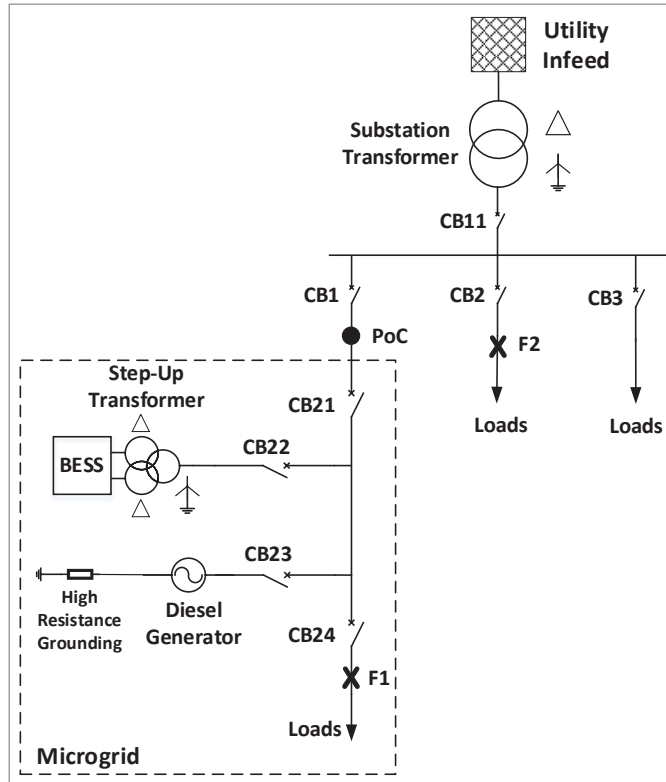 Utility
Infeed
Substation
Transformer
CB11
CB1
CB2
CB3
PoC
F2
Step-Up
Transformer
CB21
Loads
Loads
CB22
BESS
CB23
High
Resistance
Grounding
Diesel
Generator
CB24
F1
Loads
Microgrid